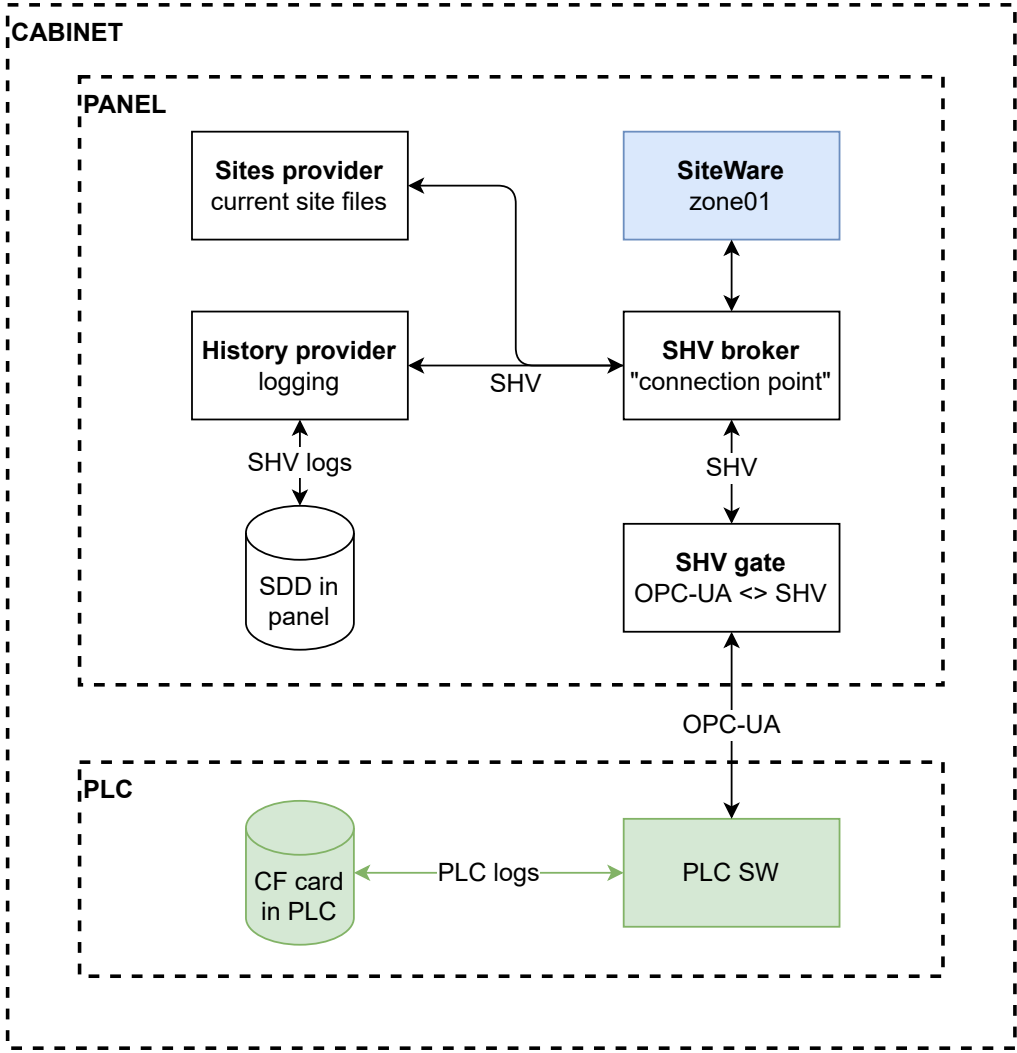 CABINET
PANEL
Sites provider
current site files
SiteWare
zone01
History provider
logging
SHV
SHV broker
"connection point"
SHV logs
SHV
SDD in
panel
SHV gate
OPC-UA <> SHV
OPC-UA
PLC
CF card
in PLC
PLC logs
PLC SW